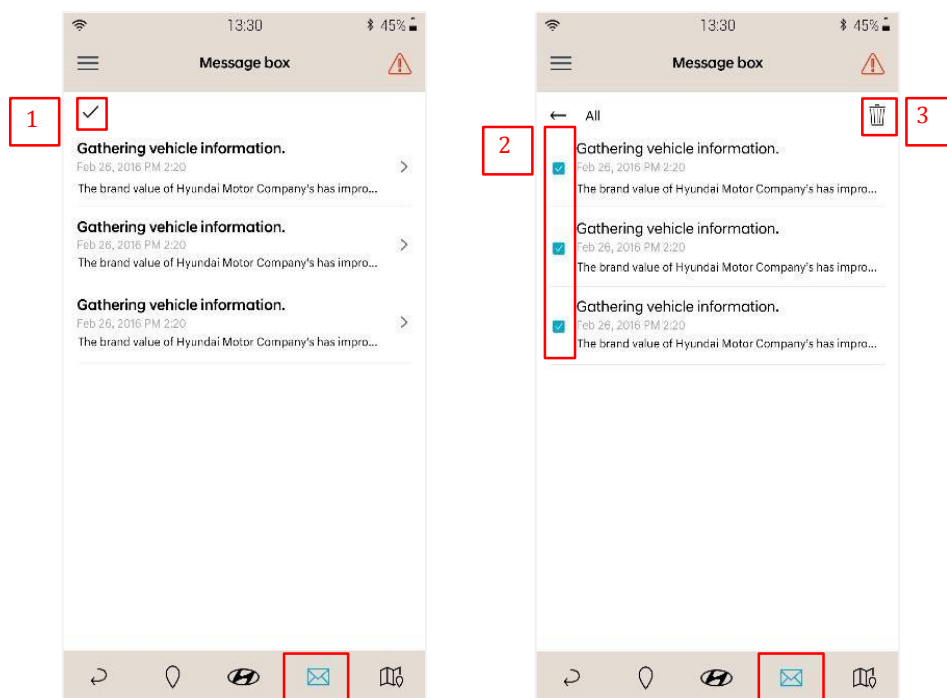 13:30
45%
Message box
1
Gathering vehicle information.
Feb 26, 2016 PM 2:20
The brand value of Hyundai Motor Company's has impro...
Gathering vehicle information.
Feb 26, 2016 PM 2:20
The brand value of Hyundai Motor Company's has impro...
Gathering vehicle information.
Feb 26, 2016 PM 2:20
The brand value of Hyundai Motor Company's has impro...
13:30
45%
Message box
All
3
2
Gathering vehicle information.
Feb 26, 2016 PM 2:20
The brand value of Hyundai Motor Company's has impro...
Gathering vehicle information.
Feb 26, 2016 PM 2:20
The brand value of Hyundai Motor Company's has impro...
Gathering vehicle information.
Feb 26, 2016 PM 2:20
The brand value of Hyundai Motor Company's has impro...